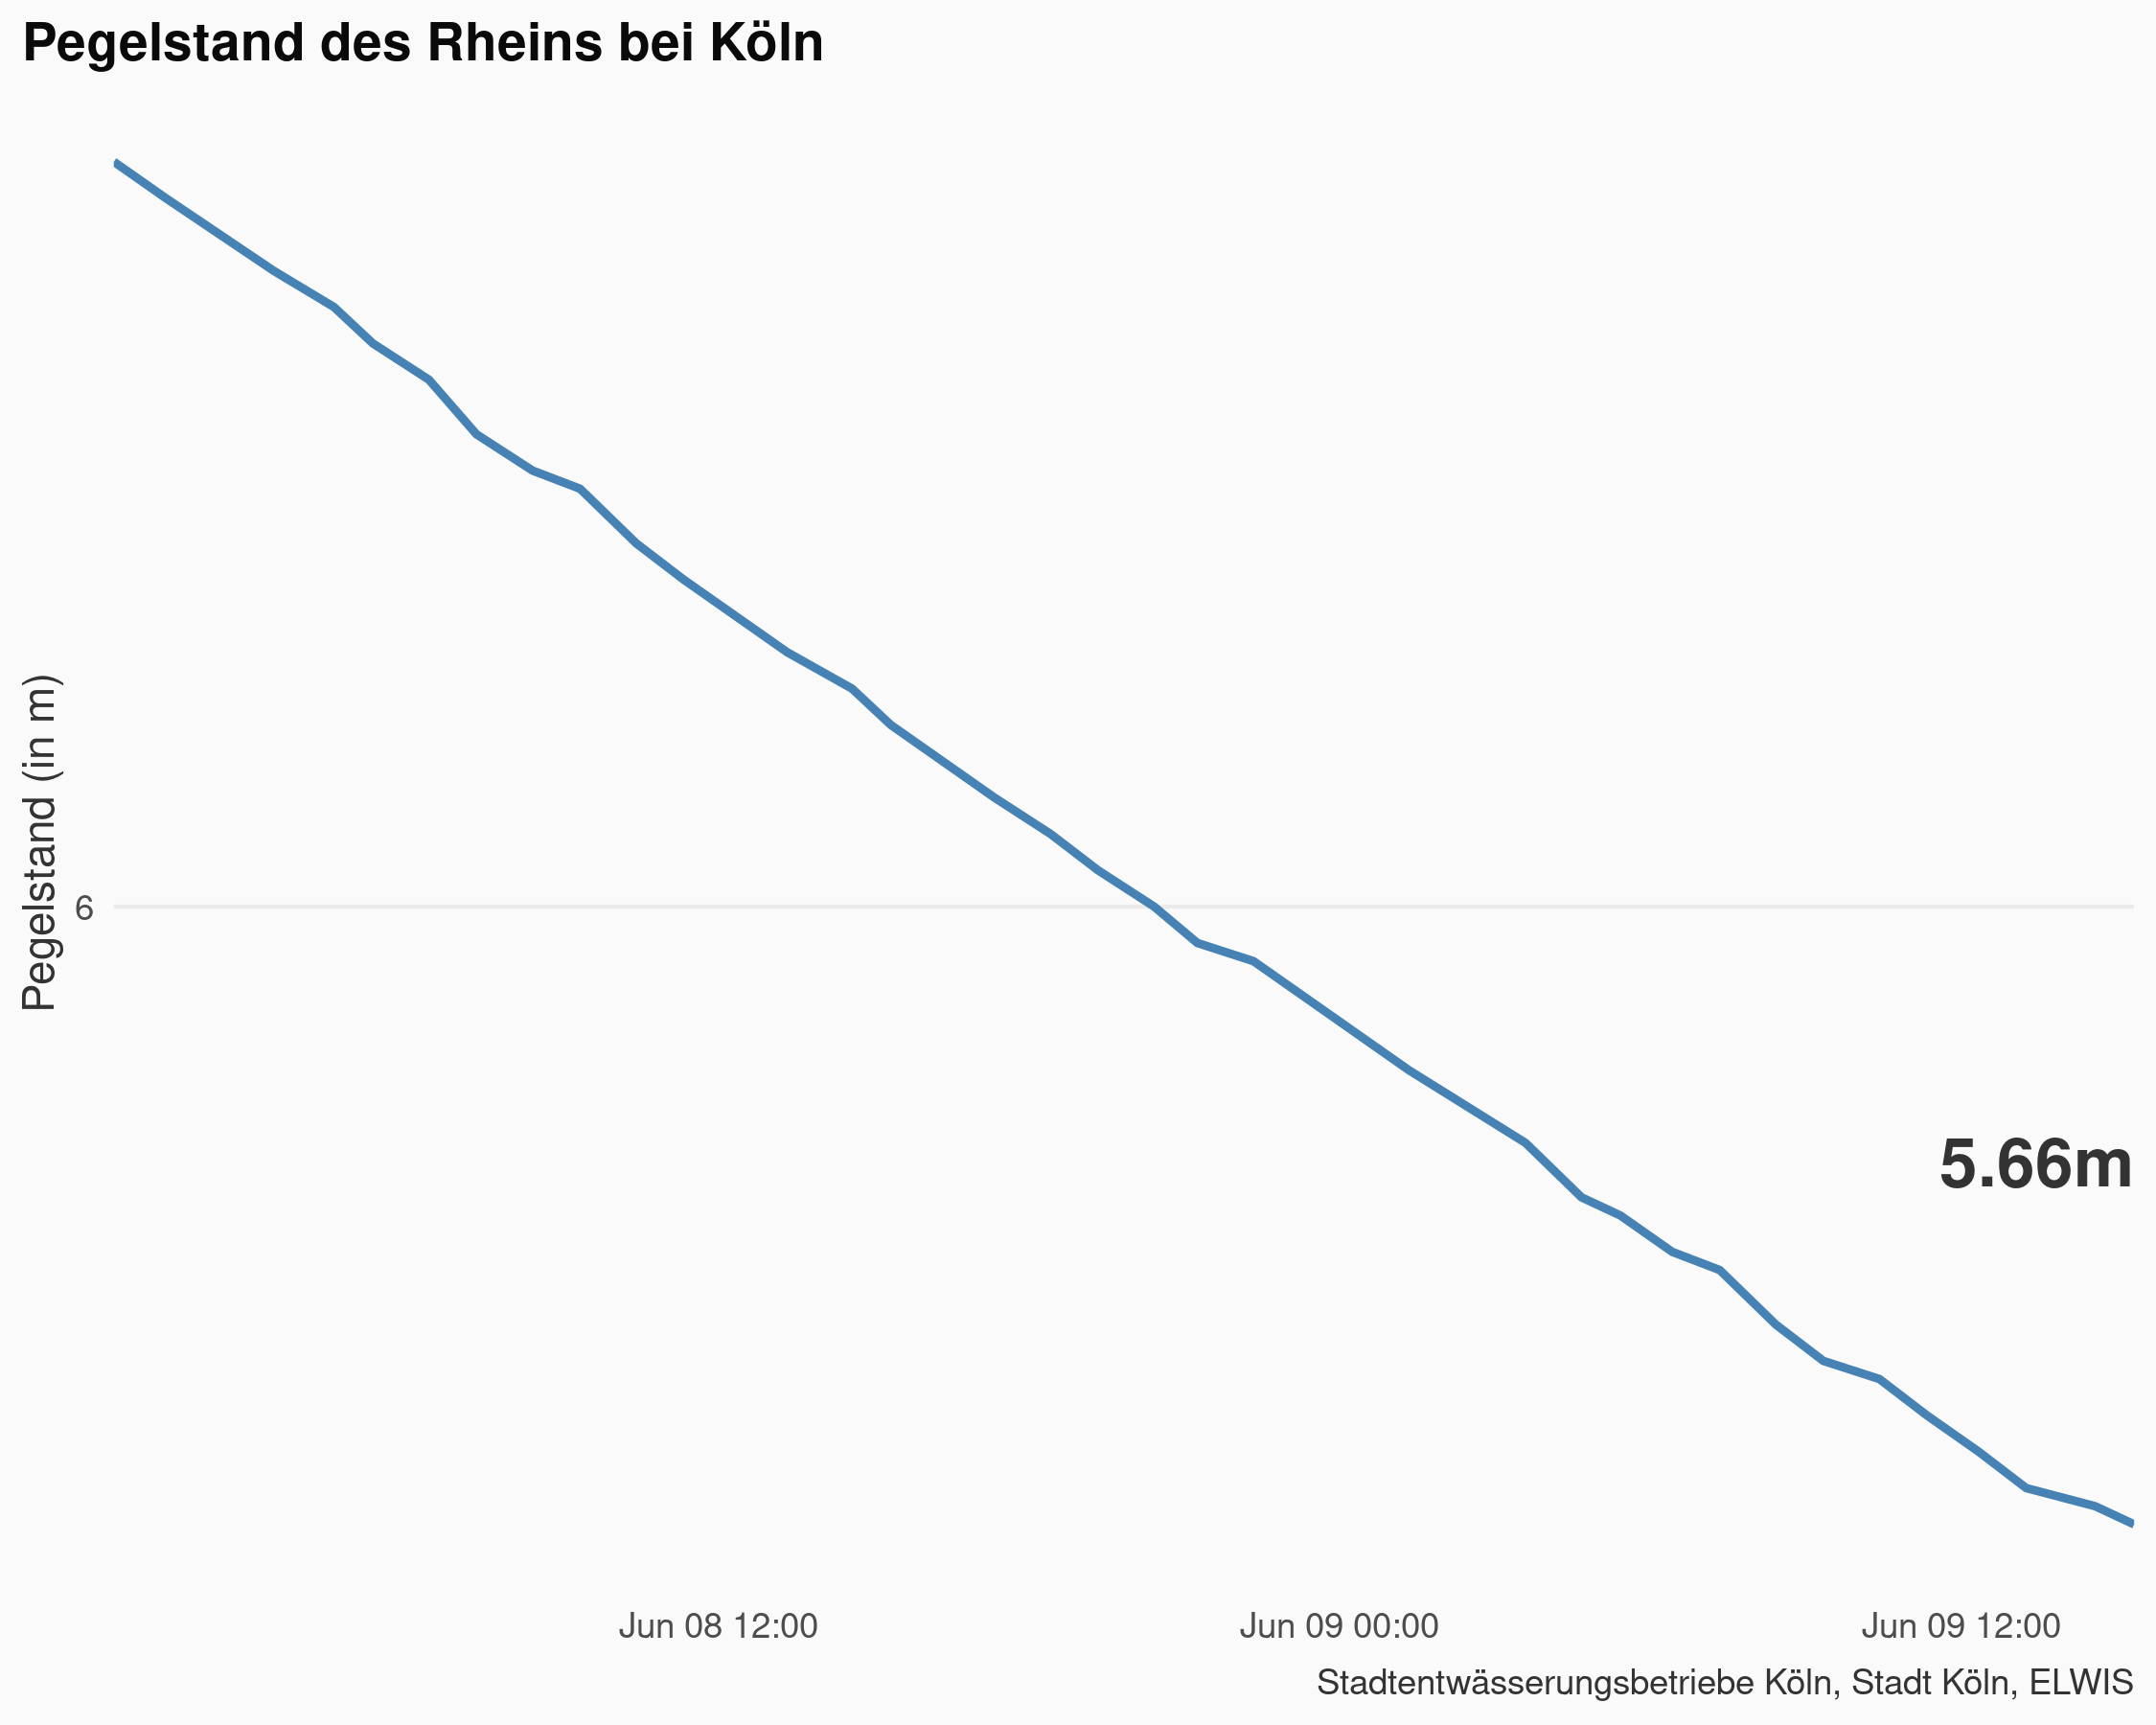 Pegelstand des Rheins bei Köln
Pegelstand (in m)
6
5.66m
Jun 08 12:00
Jun 09 00:00
Jun 09 12:00
Stadtentwässerungsbetriebe Köln, Stadt Köln, ELWIS